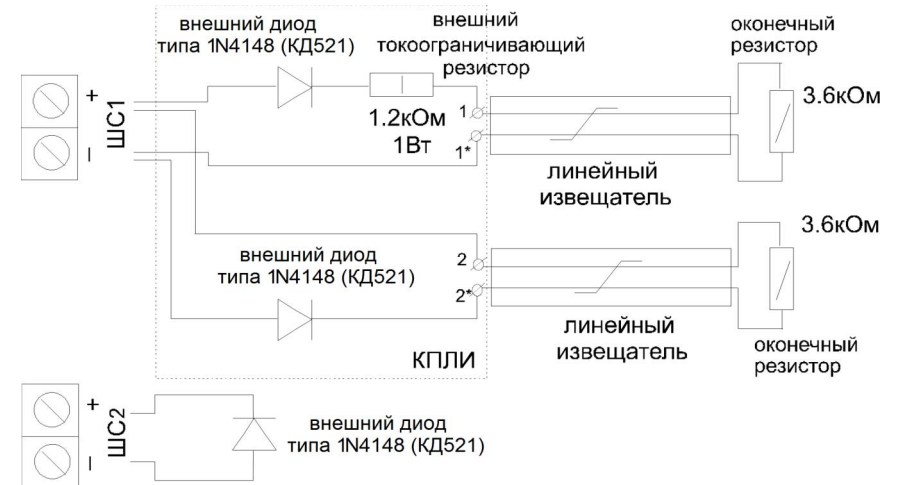 внешний диод
типа 1N4148 (КД521)
внешний
токоограничивающий
резистор
оконечный
резистор
+
ШС1
–
1.2кОм
1Вт
1
1*
3.6кОм
линейный
извещатель
3.6кОм
внешний диод
типа 1N4148 (КД521)
2
2*
линейный
извещатель
оконечный
резистор
КПЛИ
+
ШС2
–
внешний диод
типа 1N4148 (КД521)